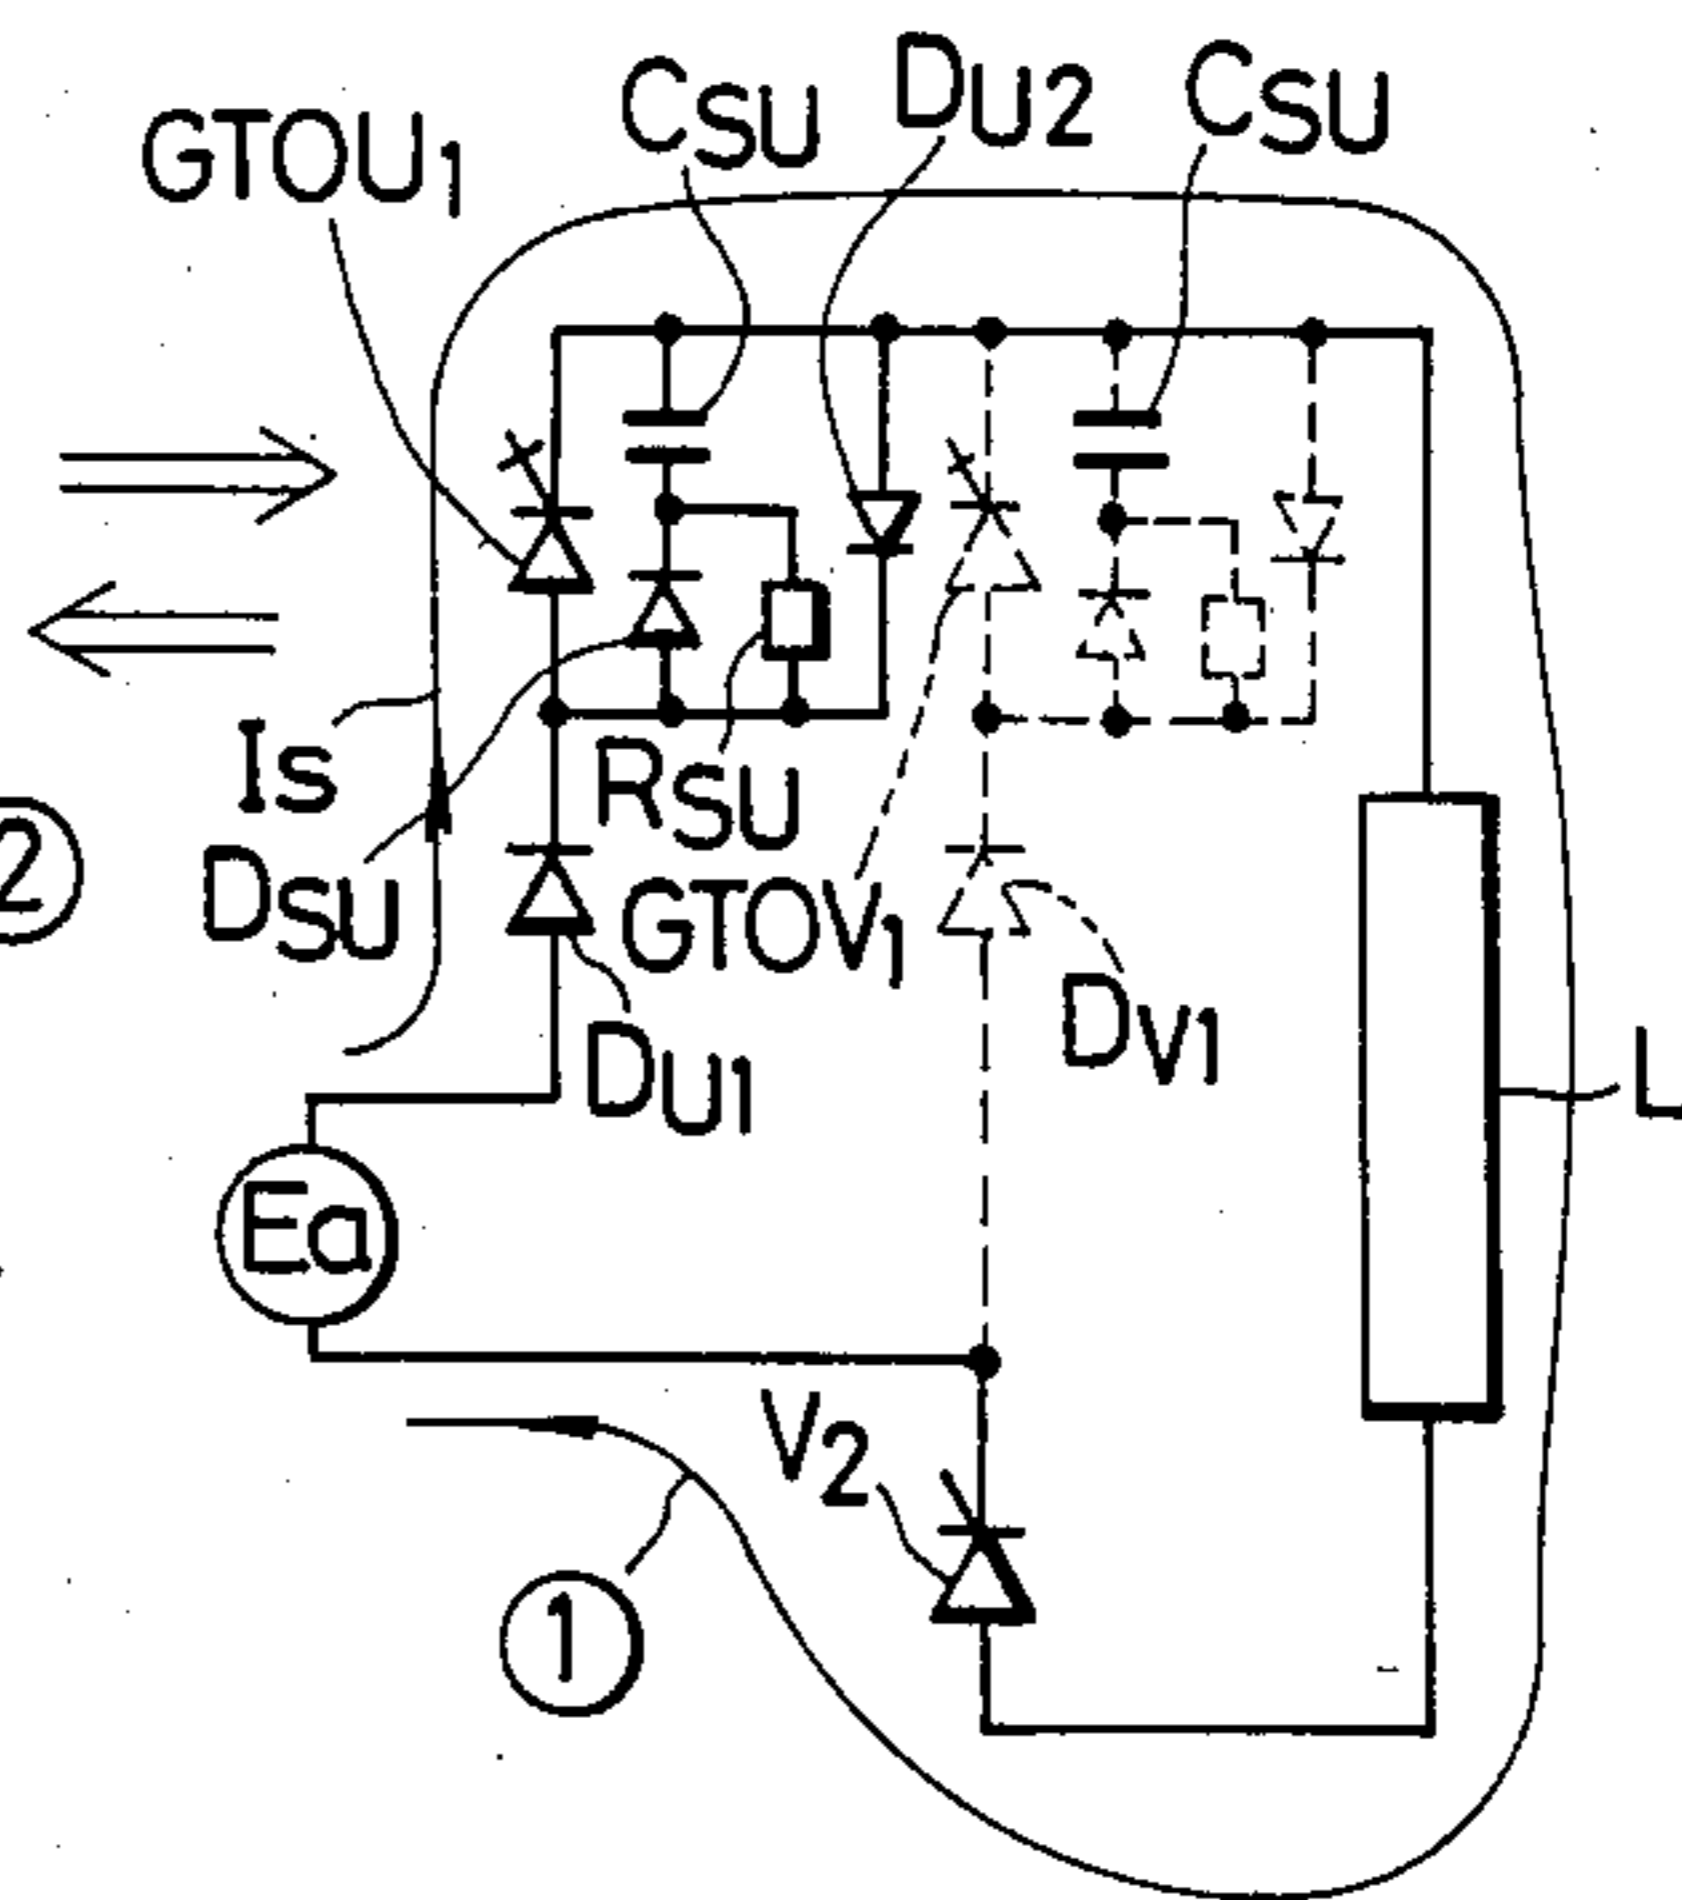 GTOU1
CSU
DU2
CSU
Is
RSU
2
DSU
GTOV1
DV1
DU1
L
Ea
V2
1